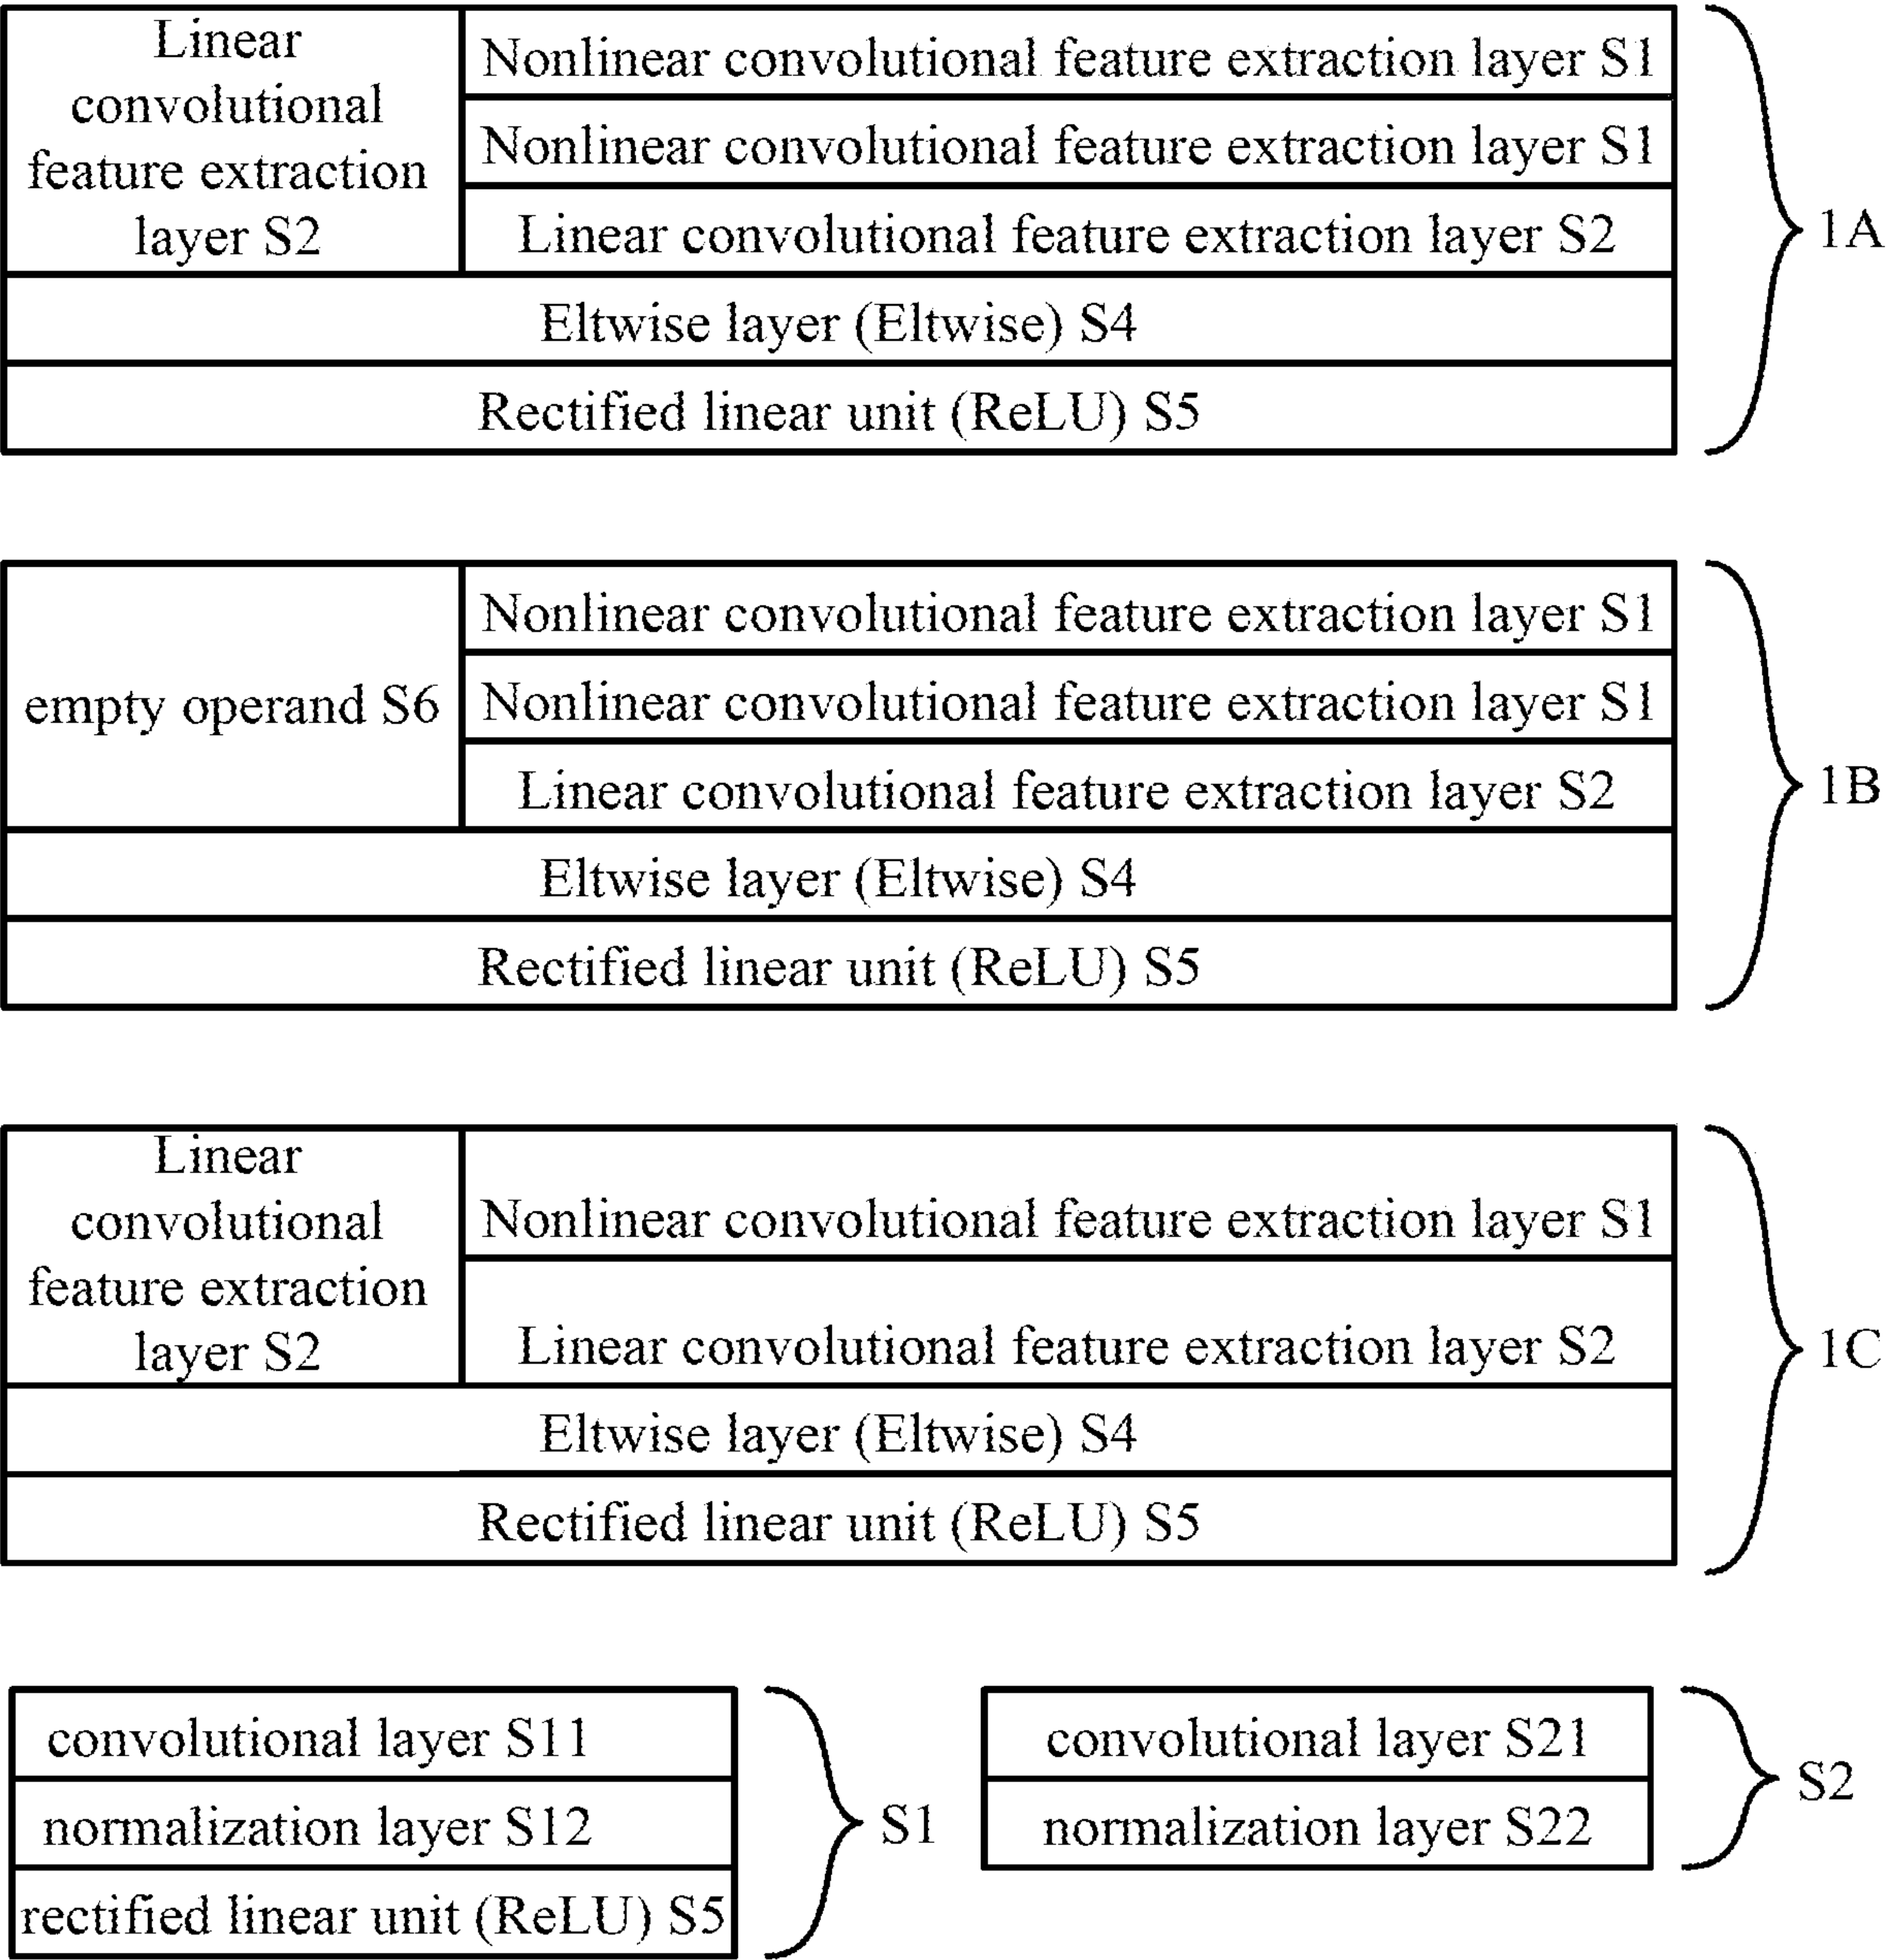 Linear
convolutional
feature extraction
layer S2
Nonlinear convolutional feature extraction layer S1
Nonlinear convolutional feature extraction layer S1
Linear convolutional feature extraction layer S2
Eltwise layer (Eltwise) S4
Rectified linear unit (ReLU) S5
1A
empty operand S6
Nonlinear convolutional feature extraction layer S1
Nonlinear convolutional feature extraction layer S1
Linear convolutional feature extraction layer S2
Eltwise layer (Eltwise) S4
Rectified linear unit (ReLU) S5
1B
Linear
convolutional
feature extraction
layer S2
Nonlinear convolutional feature extraction layer S1
Linear convolutional feature extraction layer S2
Eltwise layer (Eltwise) S4
Rectified linear unit (ReLU) S5
1C
convolutional layer S11
normalization layer S12
rectified linear unit (ReLU) S5
S1
convolutional layer S21
normalization layer S22
S2